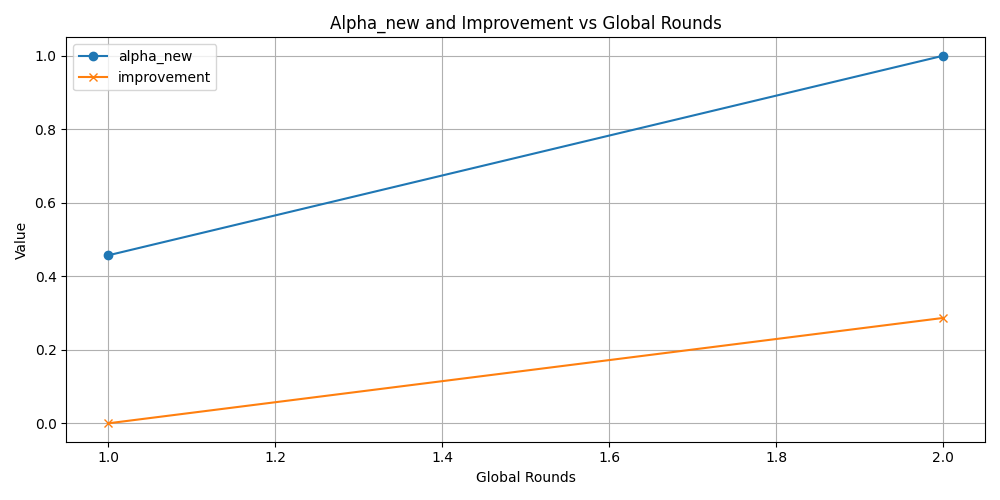 Alpha_new and Improvement vs Global Rounds
alpha_new
improvement
1.0
0.8
0.6
0.4
0.2
0.0
Value
1.0 1.2 1.4 1.6 1.8 2.0
Global Rounds